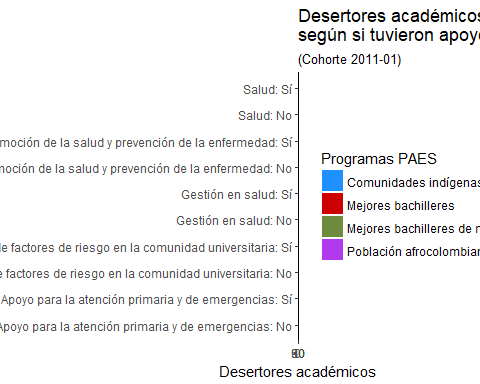 Desertores académicos
según si tuvieron apoyo
(Cohorte 2011-01)
Salud: Sí
Salud: No
moción de la salud y prevención de la enfermedad: Sí
moción de la salud y prevención de la enfermedad: No
Gestión en salud: Sí
Gestión en salud: No
de factores de riesgo en la comunidad universitaria: Sí
de factores de riesgo en la comunidad universitaria: No
Apoyo para la atención primaria y de emergencias: Sí
Apoyo para la atención primaria y de emergencias: No
Programas PAES
Comunidades indígenas
Mejores bachilleres
Mejores bachilleres de
Población afrocolombian
Desertores académicos